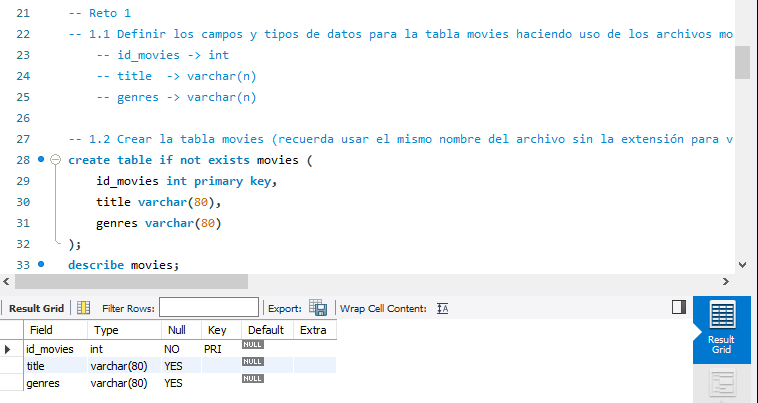 21 -- Reto 1
22 -- 1.1 Definir los campos y tipos de datos para la tabla movies haciendo uso de los archivos mo
23 -- id_movies -> int
24 -- title  -> varchar(n)
25 -- genres -> varchar(n)
26
27 -- 1.2 Crear la tabla movies (recuerda usar el mismo nombre del archivo sin la extensión para v
28 create table if not exists movies (
29 id_movies int primary key,
30 title varchar(80),
31 genres varchar(80)
32 );
33 describe movies;
Result Grid Filter Rows: Export: Wrap Cell Content:
Field Type Null Key Default Extra
id_movies int NO PRI NULL
title varchar(80) YES NULL
genres varchar(80) YES NULL
Result
Grid